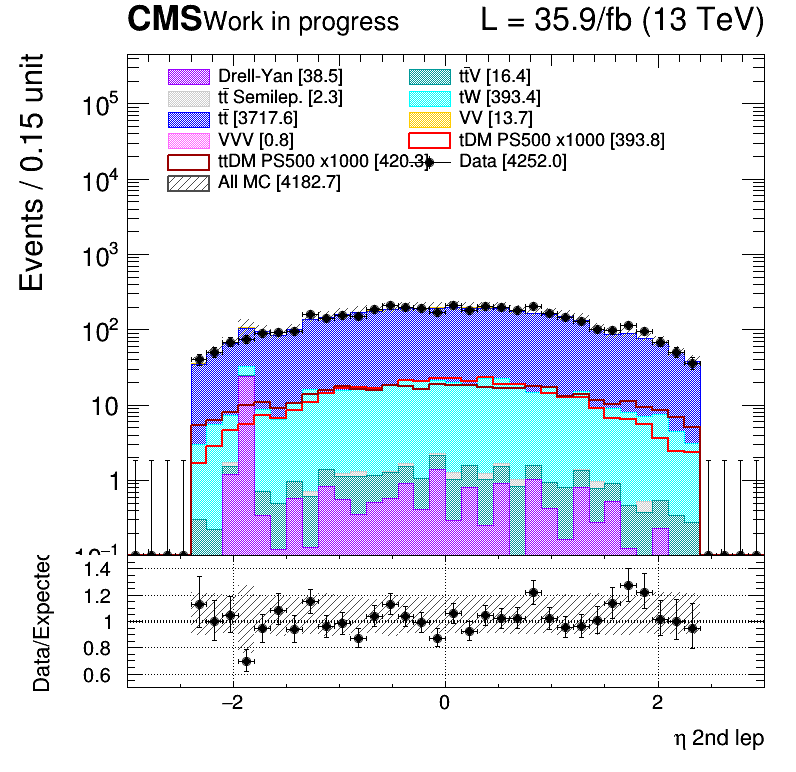 CMS Work in progress L = 35.9/fb (13 TeV)
Drell-Yan [38.5] tt̄V [16.4]
tt̄ Semilep. [2.3] tW [393.4]
tt̄ [3717.6] VV [13.7]
VVV [0.8] tDM PS500 x1000 [393.8]
ttDM PS500 x1000 [420.3] Data [4252.0]
All MC [4182.7]
Events / 0.15 unit
10⁵
10⁴
10³
10²
10
1
10⁻¹
Data/Expected
1.4
1.2
1
0.8
0.6
−2 0 2
η 2nd lep